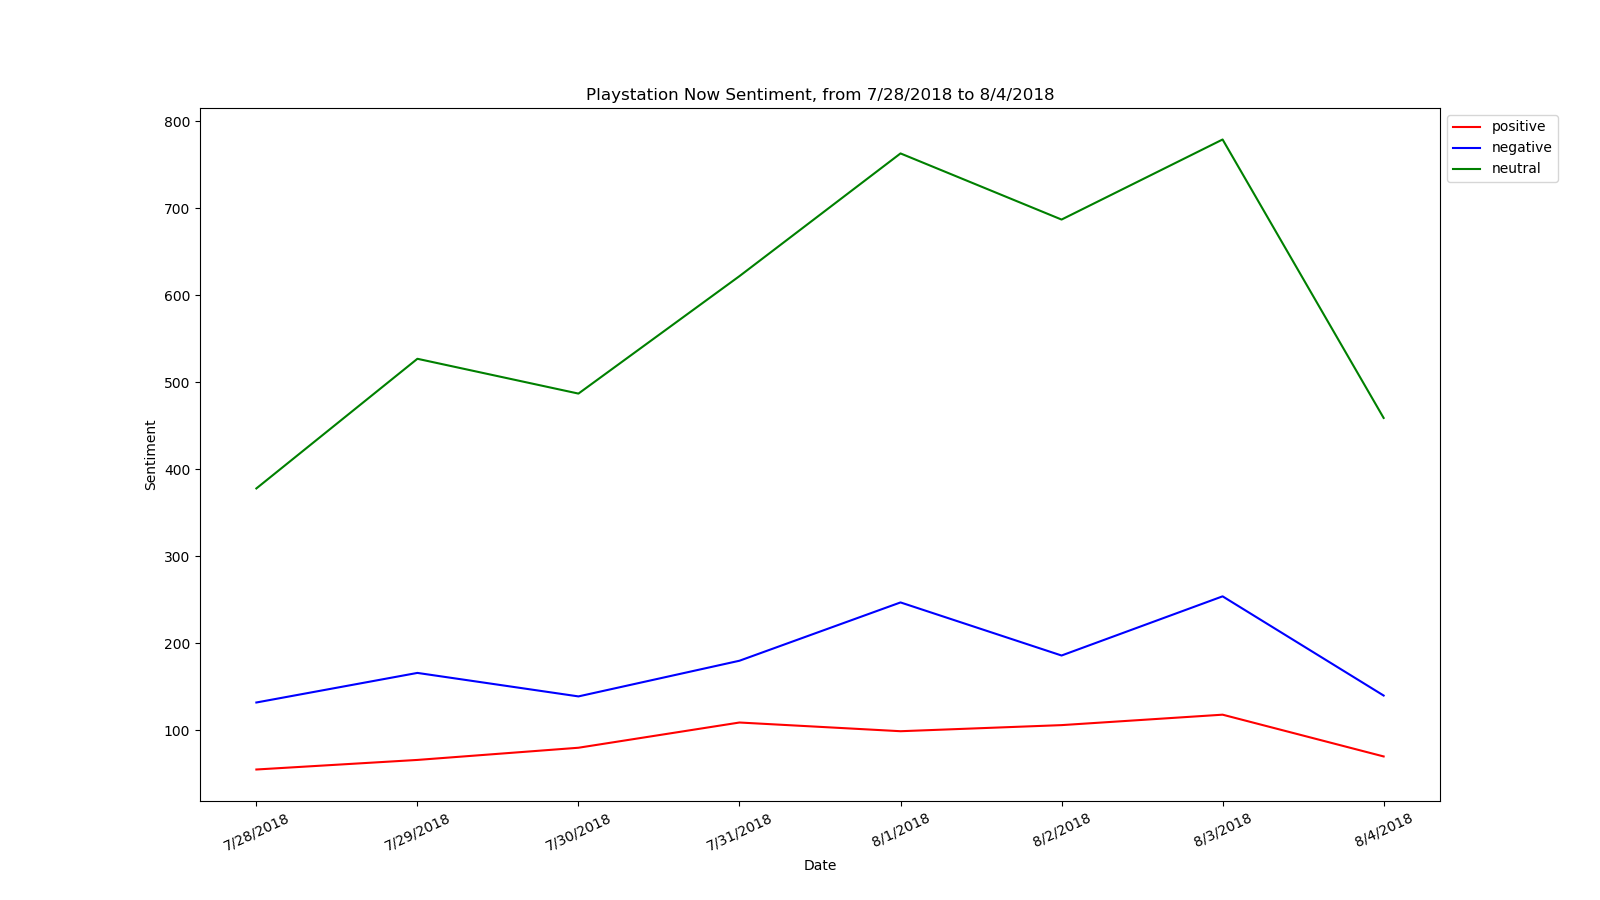 Playstation Now Sentiment, from 7/28/2018 to 8/4/2018
800
700
600
500
400
300
200
100
Sentiment
7/28/2018
7/29/2018
7/30/2018
7/31/2018
8/1/2018
8/2/2018
8/3/2018
8/4/2018
Date
positive
negative
neutral